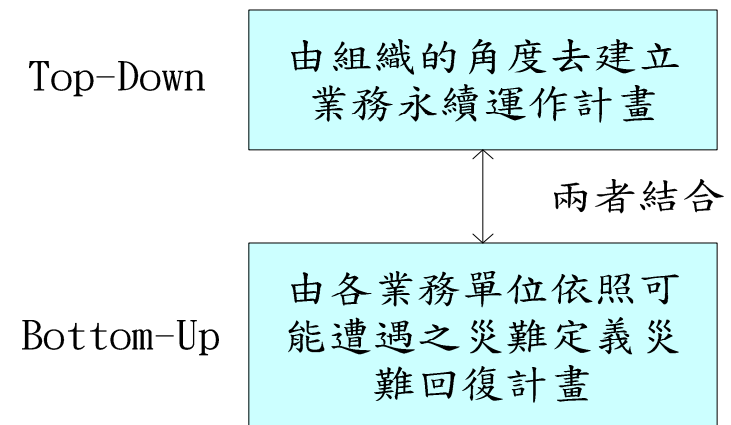 Top-Down
由組織的角度去建立
業務永續運作計畫
兩者結合
Bottom-Up
由各業務單位依照可
能遭遇之災難定義災
難回復計畫